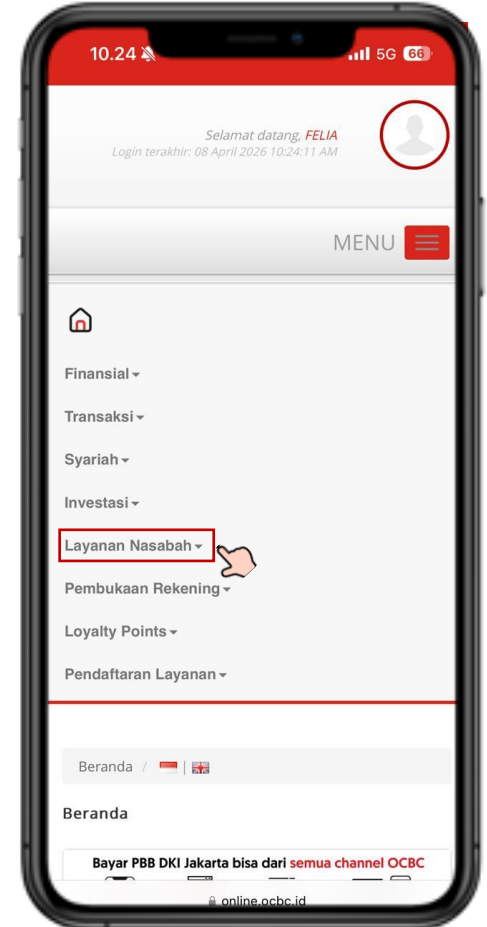 10.24
5G 66
Selamat datang, FELIA
Login terakhir: 08 April 2026 10:24:11 AM
MENU
Finansial
Transaksi
Syariah
Investasi
Layanan Nasabah
Pembukaan Rekening
Loyalty Points
Pendaftaran Layanan
Beranda / |
Beranda
Bayar PBB DKI Jakarta bisa dari semua channel OCBC
online.ocbc.id